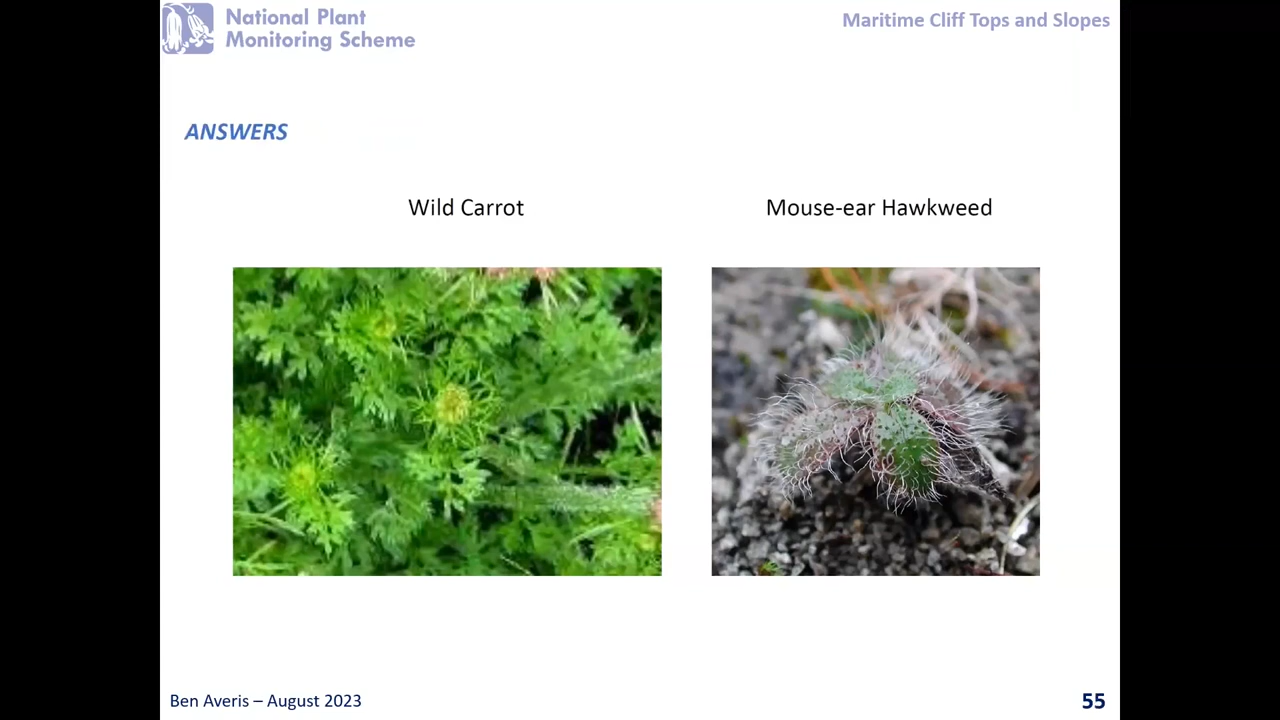 National Plant
Monitoring Scheme
Maritime Cliff Tops and Slopes
ANSWERS
Wild Carrot
Mouse-ear Hawkweed
Ben Averis – August 2023
55